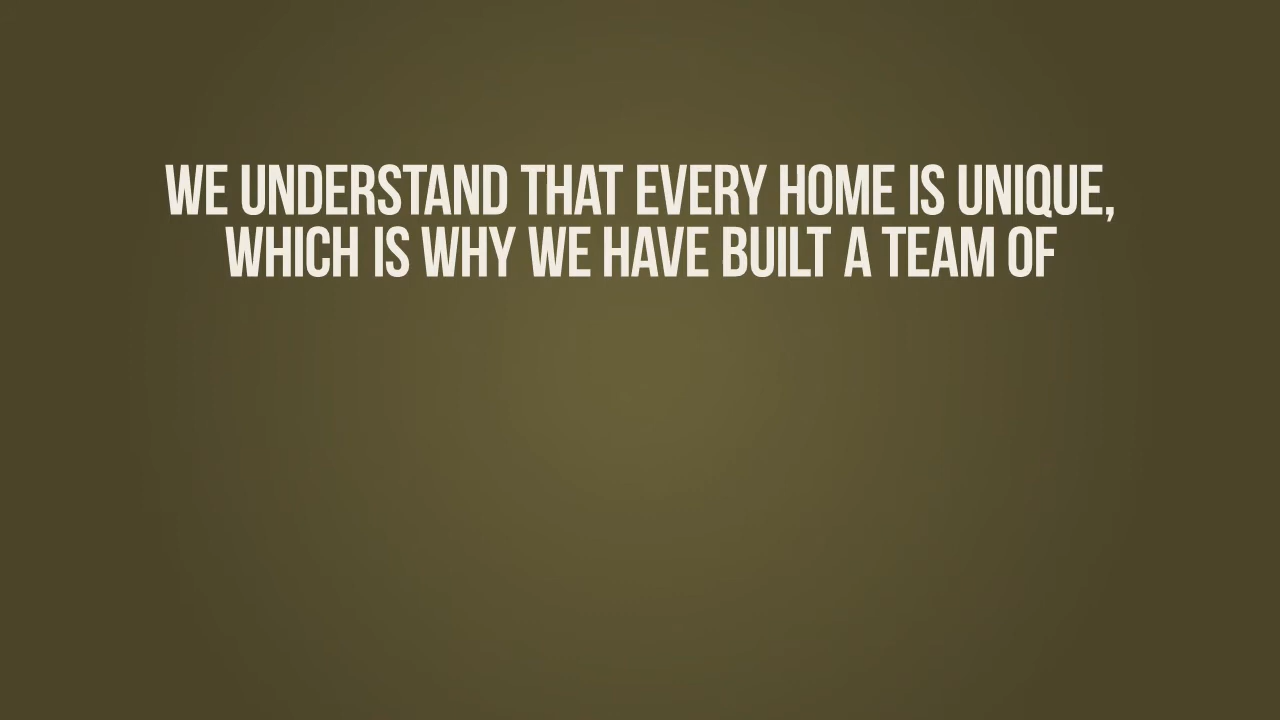 WE UNDERSTAND THAT EVERY HOME IS UNIQUE,
WHICH IS WHY WE HAVE BUILT A TEAM OF